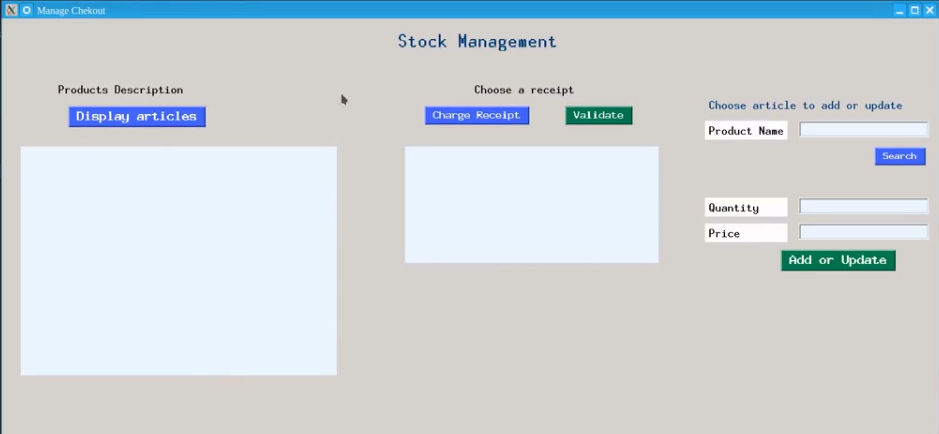 Manage Chekout
Stock Management
Products Description
Display articles
Choose a receipt
Charge Receipt
Validate
Choose article to add or update
Product Name
Search
Quantity
Price
Add or Update